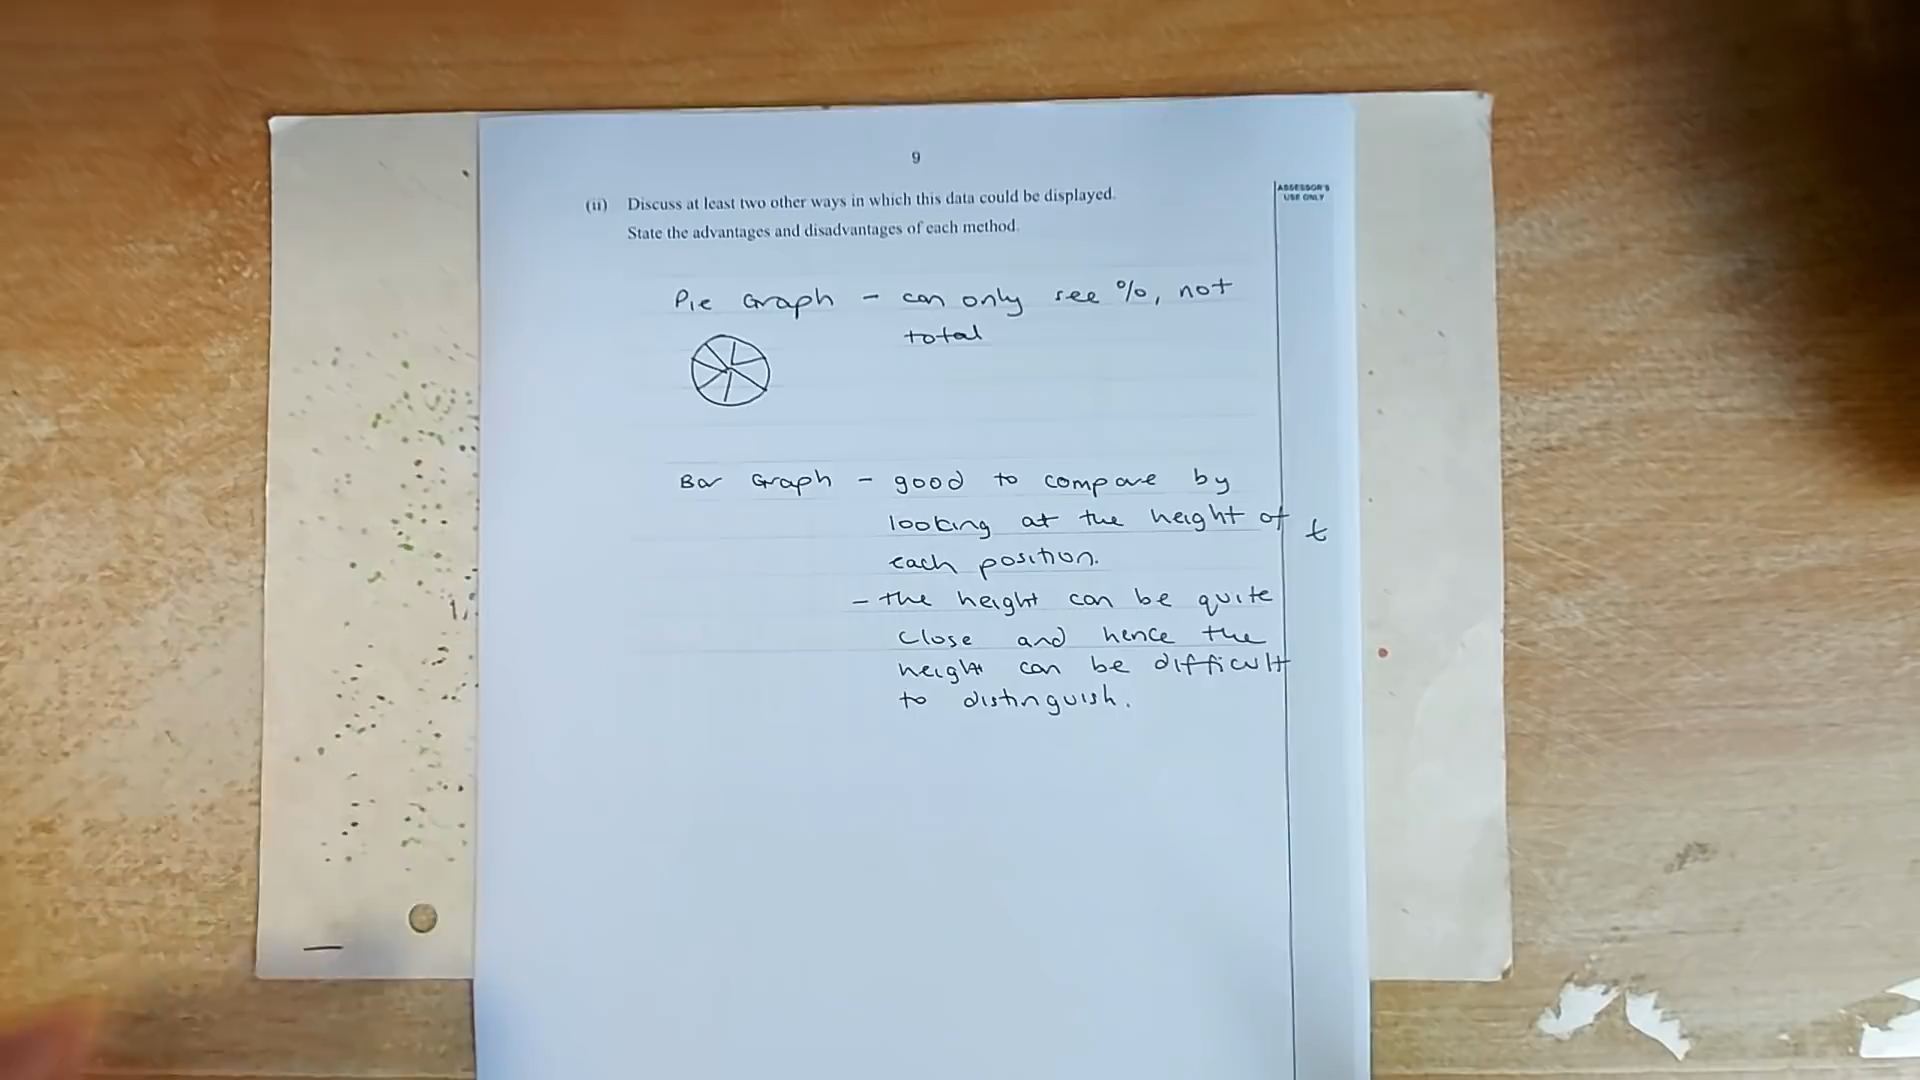 9
ASSESSOR'S
USE ONLY
(ii) Discuss at least two other ways in which this data could be displayed.
State the advantages and disadvantages of each method.
Pie Graph - can only see %, not
total
Bar Graph - good to compare by
looking at the height of t
each position.
- the height can be quite
close and hence the
height can be difficult
to distinguish.